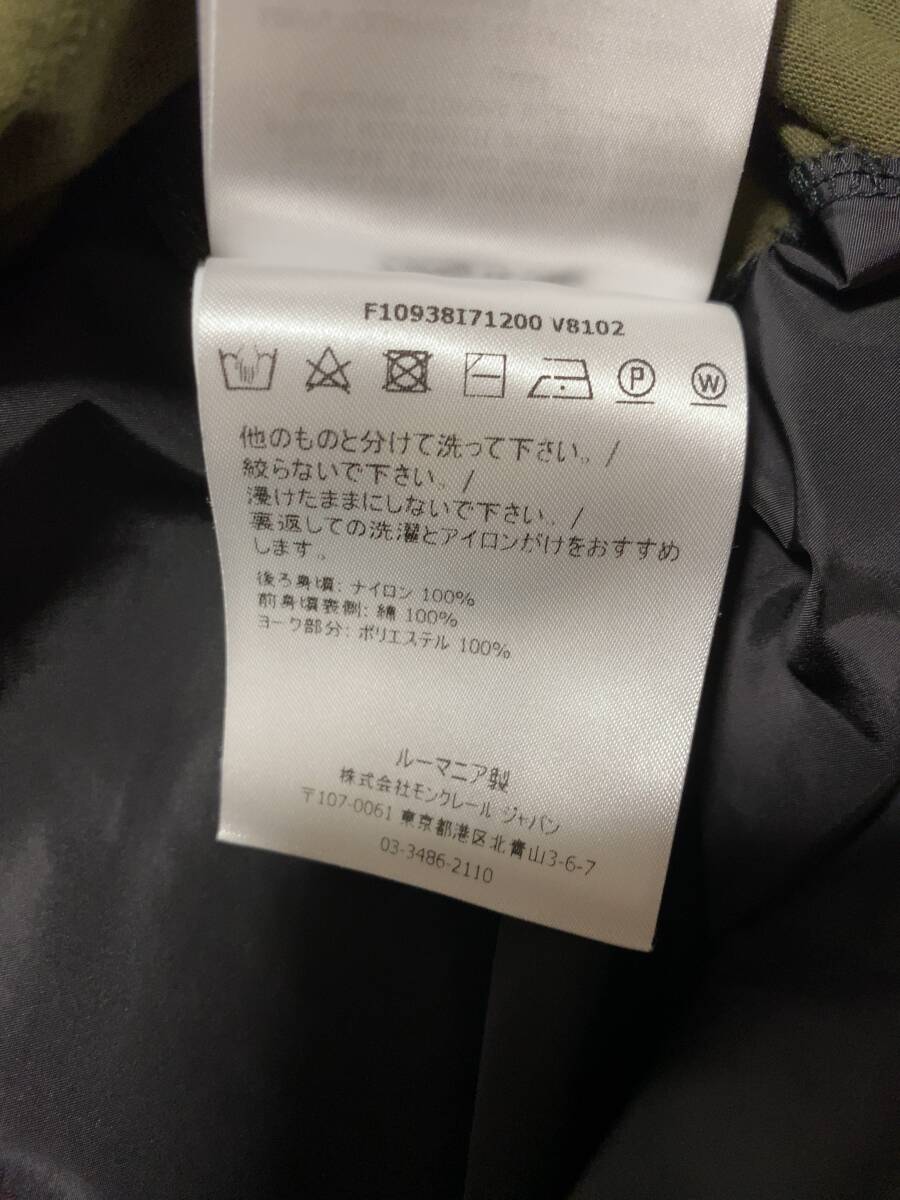 F10938I71200 V8102
P W
他のものと分けて洗って下さい。/
絞らないで下さい。/
浸けたままにしないで下さい。/
裏返しての洗濯とアイロンがけをおすすめ
します。
後ろ身頃: ナイロン 100%
前身頃表側: 綿 100%
ヨーク部分: ポリエステル 100%
ルーマニア製
株式会社モンクレール ジャパン
〒107-0061 東京都港区北青山3-6-7
03-3486-2110